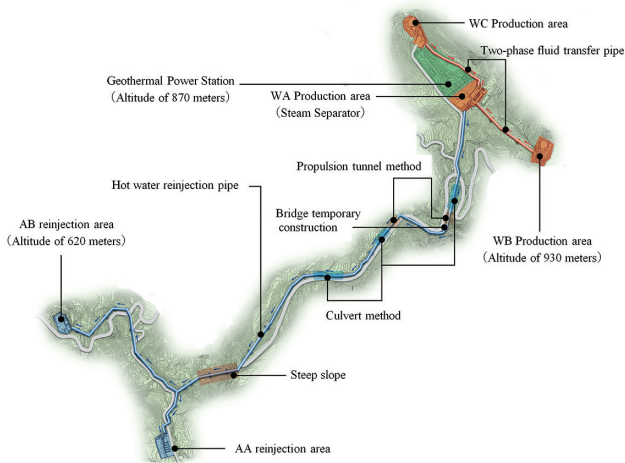 WC Production area
Two-phase fluid transfer pipe
Geothermal Power Station
(Altitude of 870 meters)
WA Production area
(Steam Separator)
Propulsion tunnel method
Hot water reinjection pipe
Bridge temporary
construction
AB reinjection area
(Altitude of 620 meters)
WB Production area
(Altitude of 930 meters)
Culvert method
Steep slope
AA reinjection area